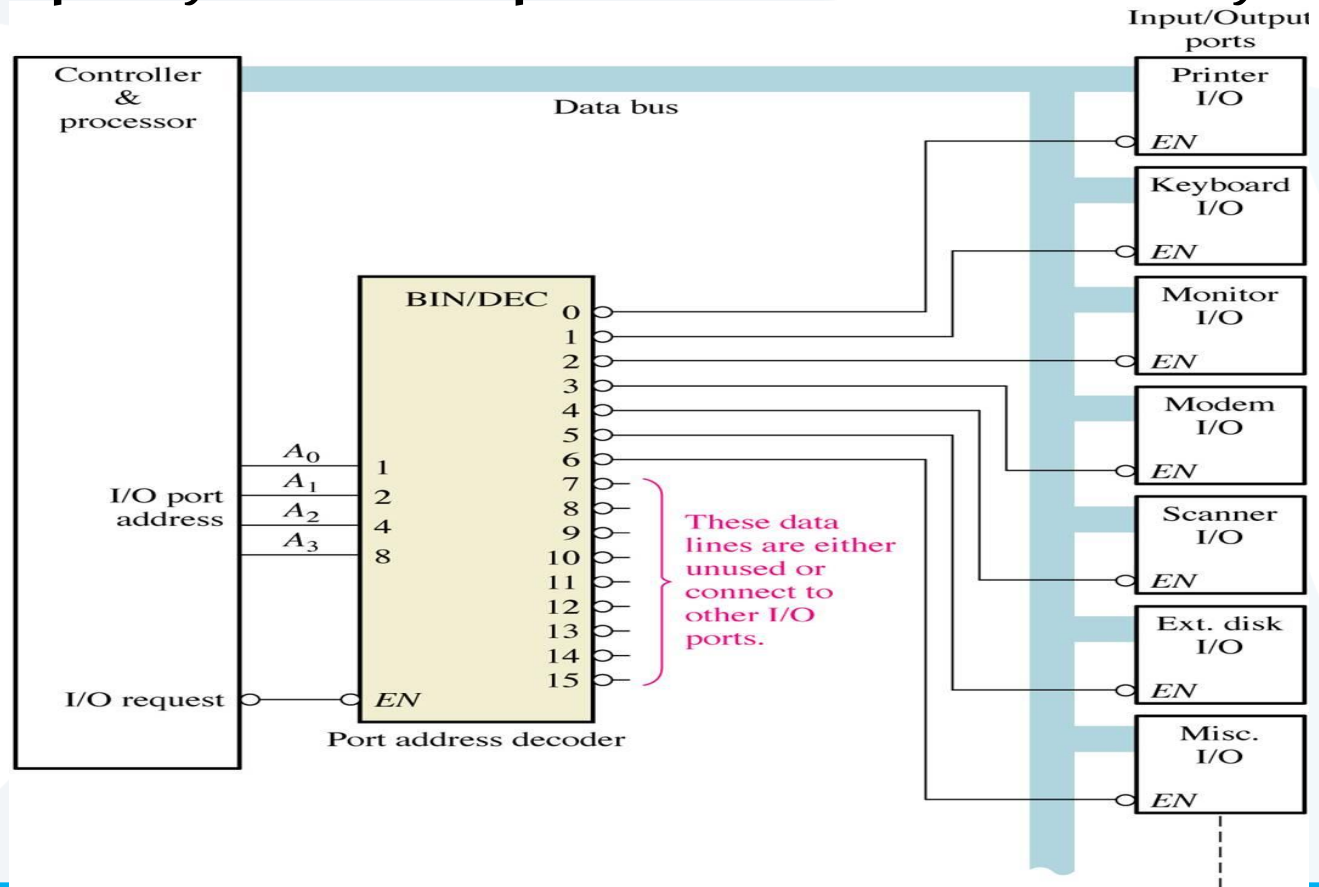 Input/Output
ports
Controller
&
processor
Data bus
Printer
I/O
EN
Keyboard
I/O
EN
Monitor
I/O
EN
Modem
I/O
EN
Scanner
I/O
EN
Ext. disk
I/O
EN
Misc.
I/O
EN
BIN/DEC
0
1
2
3
4
5
6
7
8
9
10
11
12
13
14
15
A0
A1
A2
A3
1
2
4
8
I/O port
address
I/O request
EN
Port address decoder
These data
lines are either
unused or
connect to
other I/O
ports.